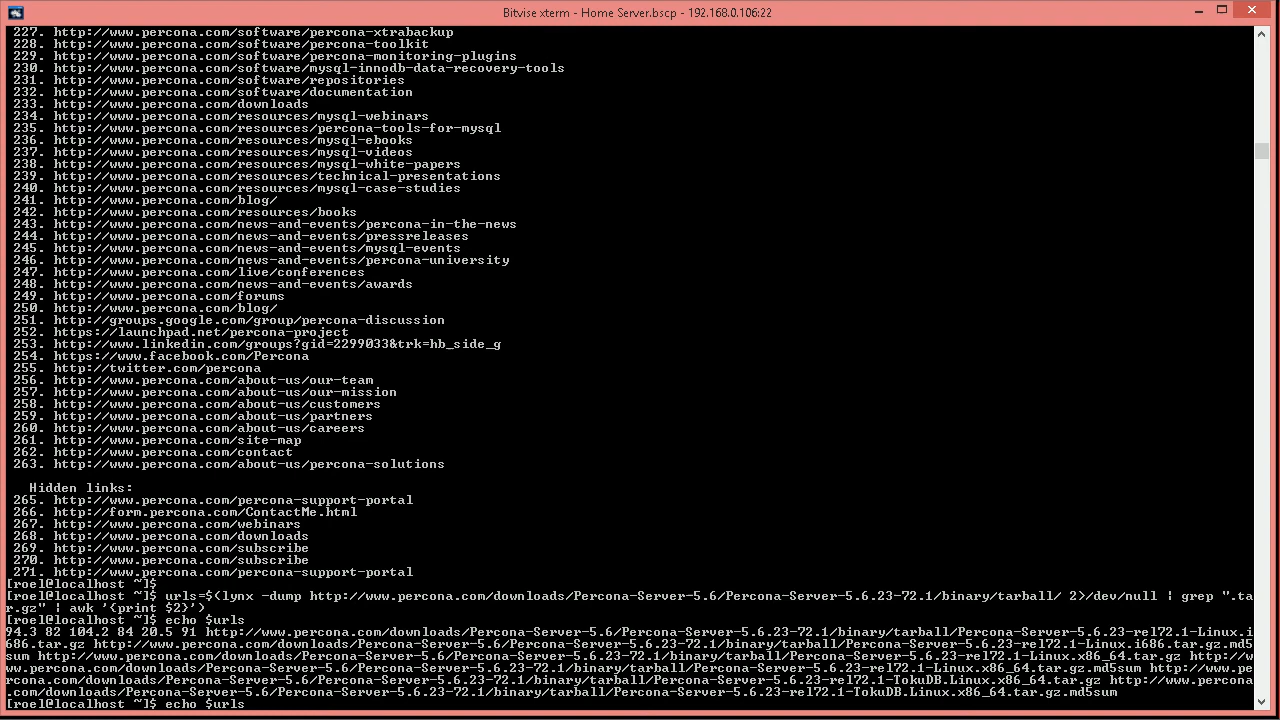 Bitvise xterm - Home Server.bscp - 192.168.0.106:22
227. http://www.percona.com/software/percona-xtrabackup
228. http://www.percona.com/software/percona-toolkit
229. http://www.percona.com/software/percona-monitoring-plugins
230. http://www.percona.com/software/mysql-innodb-data-recovery-tools
231. http://www.percona.com/software/repositories
232. http://www.percona.com/software/documentation
233. http://www.percona.com/downloads
234. http://www.percona.com/resources/mysql-webinars
235. http://www.percona.com/resources/percona-tools-for-mysql
236. http://www.percona.com/resources/mysql-ebooks
237. http://www.percona.com/resources/mysql-videos
238. http://www.percona.com/resources/mysql-white-papers
239. http://www.percona.com/resources/technical-presentations
240. http://www.percona.com/resources/mysql-case-studies
241. http://www.percona.com/blog/
242. http://www.percona.com/resources/books
243. http://www.percona.com/news-and-events/percona-in-the-news
244. http://www.percona.com/news-and-events/pressreleases
245. http://www.percona.com/news-and-events/mysql-events
246. http://www.percona.com/news-and-events/percona-university
247. http://www.percona.com/live/conferences
248. http://www.percona.com/news-and-events/awards
249. http://www.percona.com/forums
250. http://www.percona.com/blog/
251. http://groups.google.com/group/percona-discussion
252. https://launchpad.net/percona-project
253. http://www.linkedin.com/groups?gid=2299033&trk=hb_side_g
254. https://www.facebook.com/Percona
255. http://twitter.com/percona
256. http://www.percona.com/about-us/our-team
257. http://www.percona.com/about-us/our-mission
258. http://www.percona.com/about-us/customers
259. http://www.percona.com/about-us/partners
260. http://www.percona.com/about-us/careers
261. http://www.percona.com/site-map
262. http://www.percona.com/contact
263. http://www.percona.com/about-us/percona-solutions
Hidden links:
265. http://www.percona.com/percona-support-portal
266. http://form.percona.com/ContactMe.html
267. http://www.percona.com/webinars
268. http://www.percona.com/downloads
269. http://www.percona.com/subscribe
270. http://www.percona.com/subscribe
271. http://www.percona.com/percona-support-portal
[roel@localhost ~]$
[roel@localhost ~]$ urls=$(lynx -dump http://www.percona.com/downloads/Percona-Server-5.6/Percona-Server-5.6.23-72.1/binary/tarball/ 2>/dev/null | grep ".ta
r.gz" | awk '{print $2}')
[roel@localhost ~]$ echo $urls
94.3 82 104.2 84 20.5 91 http://www.percona.com/downloads/Percona-Server-5.6/Percona-Server-5.6.23-72.1/binary/tarball/Percona-Server-5.6.23-rel72.1-Linux.i
686.tar.gz http://www.percona.com/downloads/Percona-Server-5.6/Percona-Server-5.6.23-72.1/binary/tarball/Percona-Server-5.6.23-rel72.1-Linux.i686.tar.gz.md5
sum http://www.percona.com/downloads/Percona-Server-5.6/Percona-Server-5.6.23-72.1/binary/tarball/Percona-Server-5.6.23-rel72.1-Linux.x86_64.tar.gz http://w
ww.percona.com/downloads/Percona-Server-5.6/Percona-Server-5.6.23-72.1/binary/tarball/Percona-Server-5.6.23-rel72.1-Linux.x86_64.tar.gz.md5sum http://www.pe
rcona.com/downloads/Percona-Server-5.6/Percona-Server-5.6.23-72.1/binary/tarball/Percona-Server-5.6.23-rel72.1-TokuDB.Linux.x86_64.tar.gz http://www.percona
.com/downloads/Percona-Server-5.6/Percona-Server-5.6.23-72.1/binary/tarball/Percona-Server-5.6.23-rel72.1-TokuDB.Linux.x86_64.tar.gz.md5sum
[roel@localhost ~]$ echo $urls